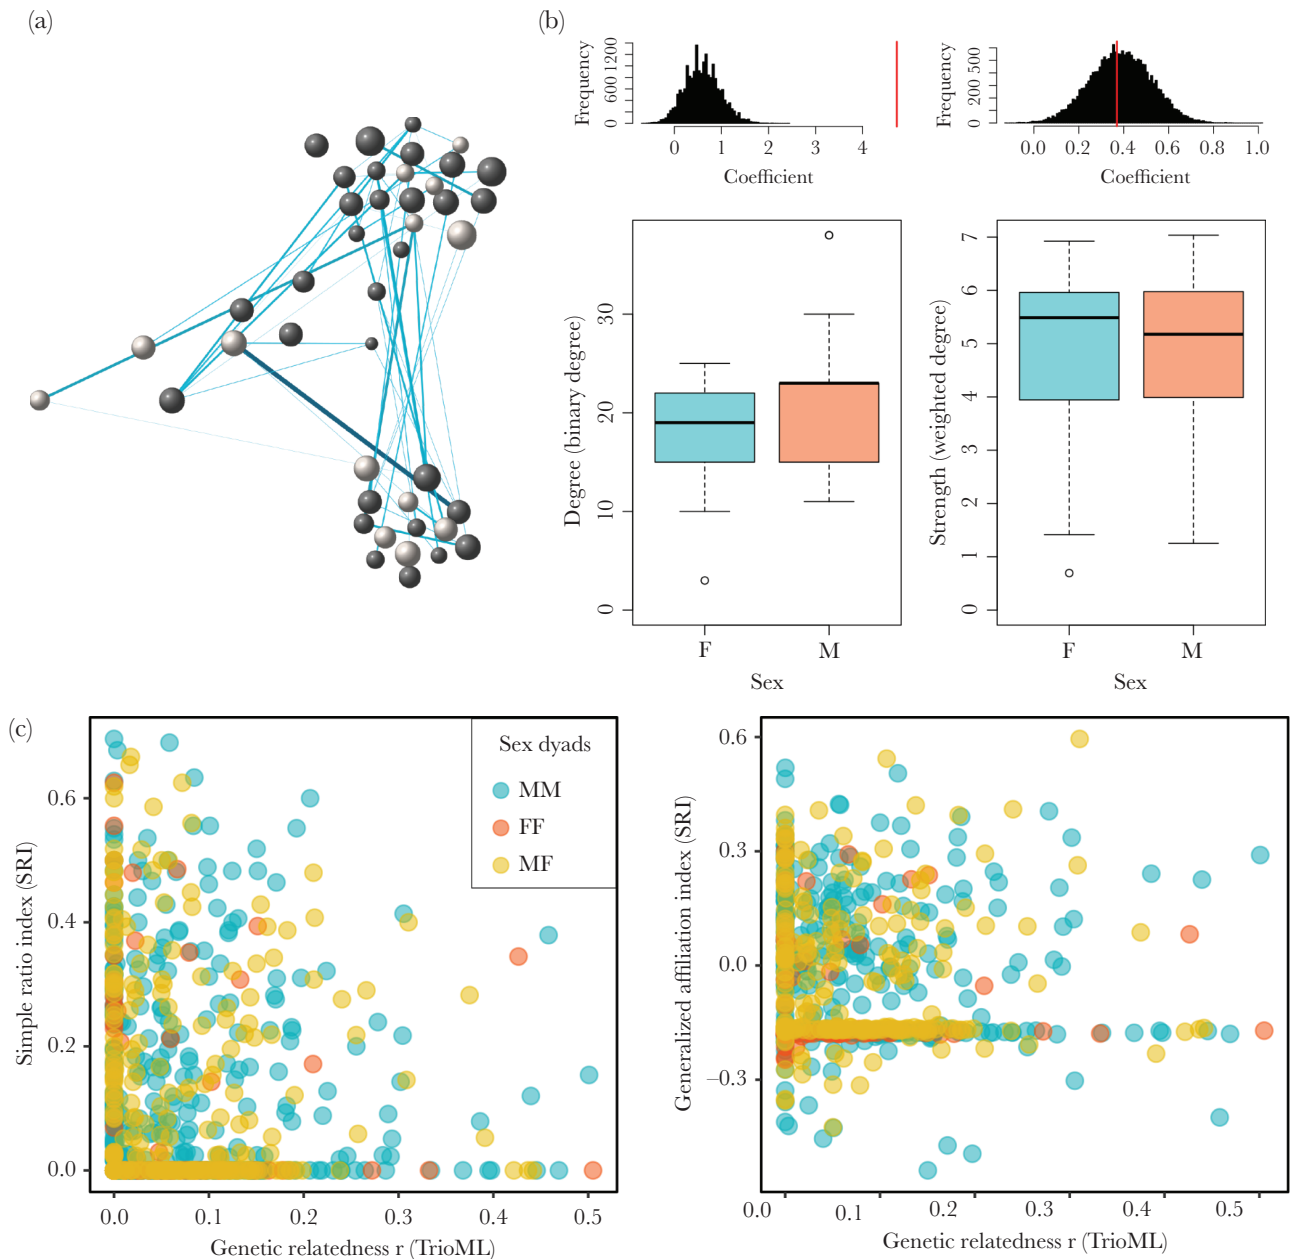 (a)
(b)
Frequency
0 600 1200
0 1 2 3 4
Coefficient
Frequency
0 200 500
0.0 0.2 0.4 0.6 0.8 1.0
Coefficient
Degree (binary degree)
0 10 20 30
F M
Sex
Strength (weighted degree)
0 1 2 3 4 5 6 7
F M
Sex
(c)
Simple ratio index (SRI)
0.6
0.4
0.2
0.0
Sex dyads
MM
FF
MF
0.0 0.1 0.2 0.3 0.4 0.5
Genetic relatedness r (TrioML)
Generalized affiliation index (SRI)
0.6
0.3
0.0
−0.3
0.0 0.1 0.2 0.3 0.4 0.5
Genetic relatedness r (TrioML)